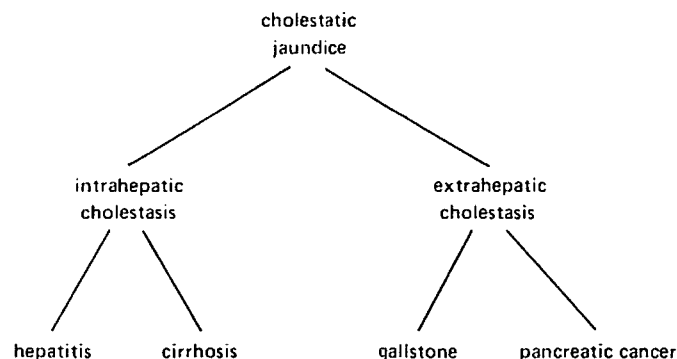 cholestatic
jaundice
intrahepatic
cholestasis
extrahepatic
cholestasis
hepatitis
cirrhosis
gallstone
pancreatic cancer